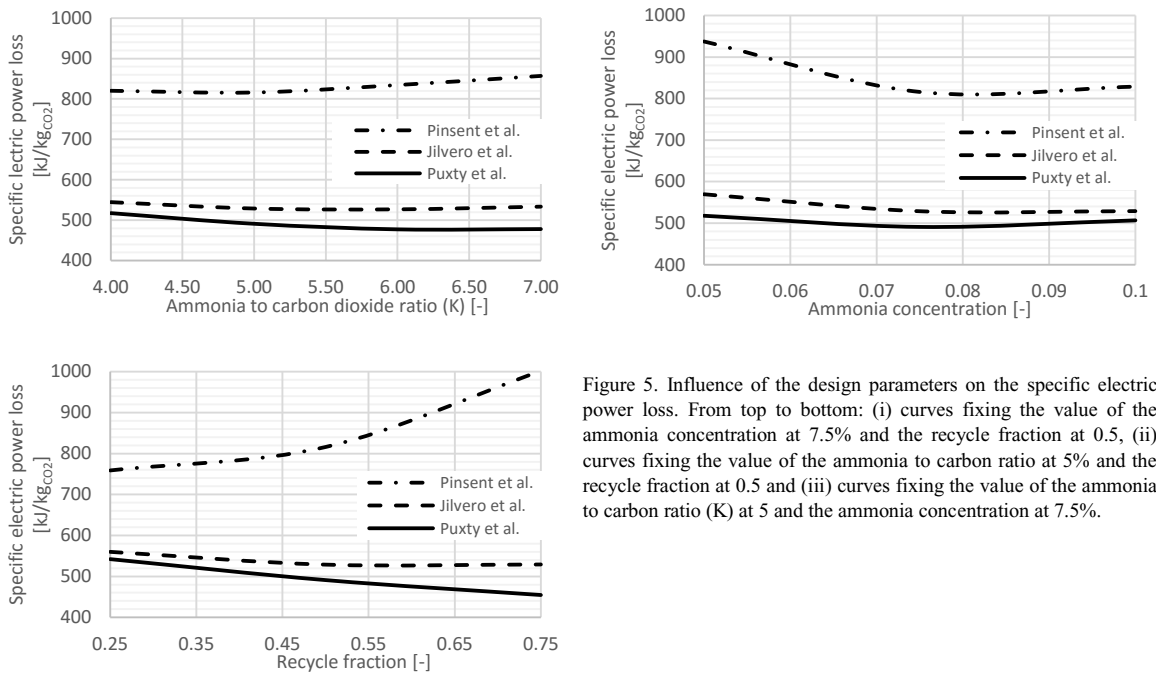 Specific lectric power loss
[kJ/kgCO2]
1000
900
800
700
600
500
400
Pinsent et al.
Jilvero et al.
Puxty et al.
4.00 4.50 5.00 5.50 6.00 6.50 7.00
Ammonia to carbon dioxide ratio (K) [-]
Specific electric power loss
[kJ/kgCO2]
1000
900
800
700
600
500
400
Pinsent et al.
Jilvero et al.
Puxty et al.
0.05 0.06 0.07 0.08 0.09 0.1
Ammonia concentration [-]
Specific electric power loss
[kJ/kgCO2]
1000
900
800
700
600
500
400
Pinsent et al.
Jilvero et al.
Puxty et al.
0.25 0.35 0.45 0.55 0.65 0.75
Recycle fraction [-]
Figure 5. Influence of the design parameters on the specific electric
power loss. From top to bottom: (i) curves fixing the value of the
ammonia concentration at 7.5% and the recycle fraction at 0.5, (ii)
curves fixing the value of the ammonia to carbon ratio at 5% and the
recycle fraction at 0.5 and (iii) curves fixing the value of the ammonia
to carbon ratio (K) at 5 and the ammonia concentration at 7.5%.